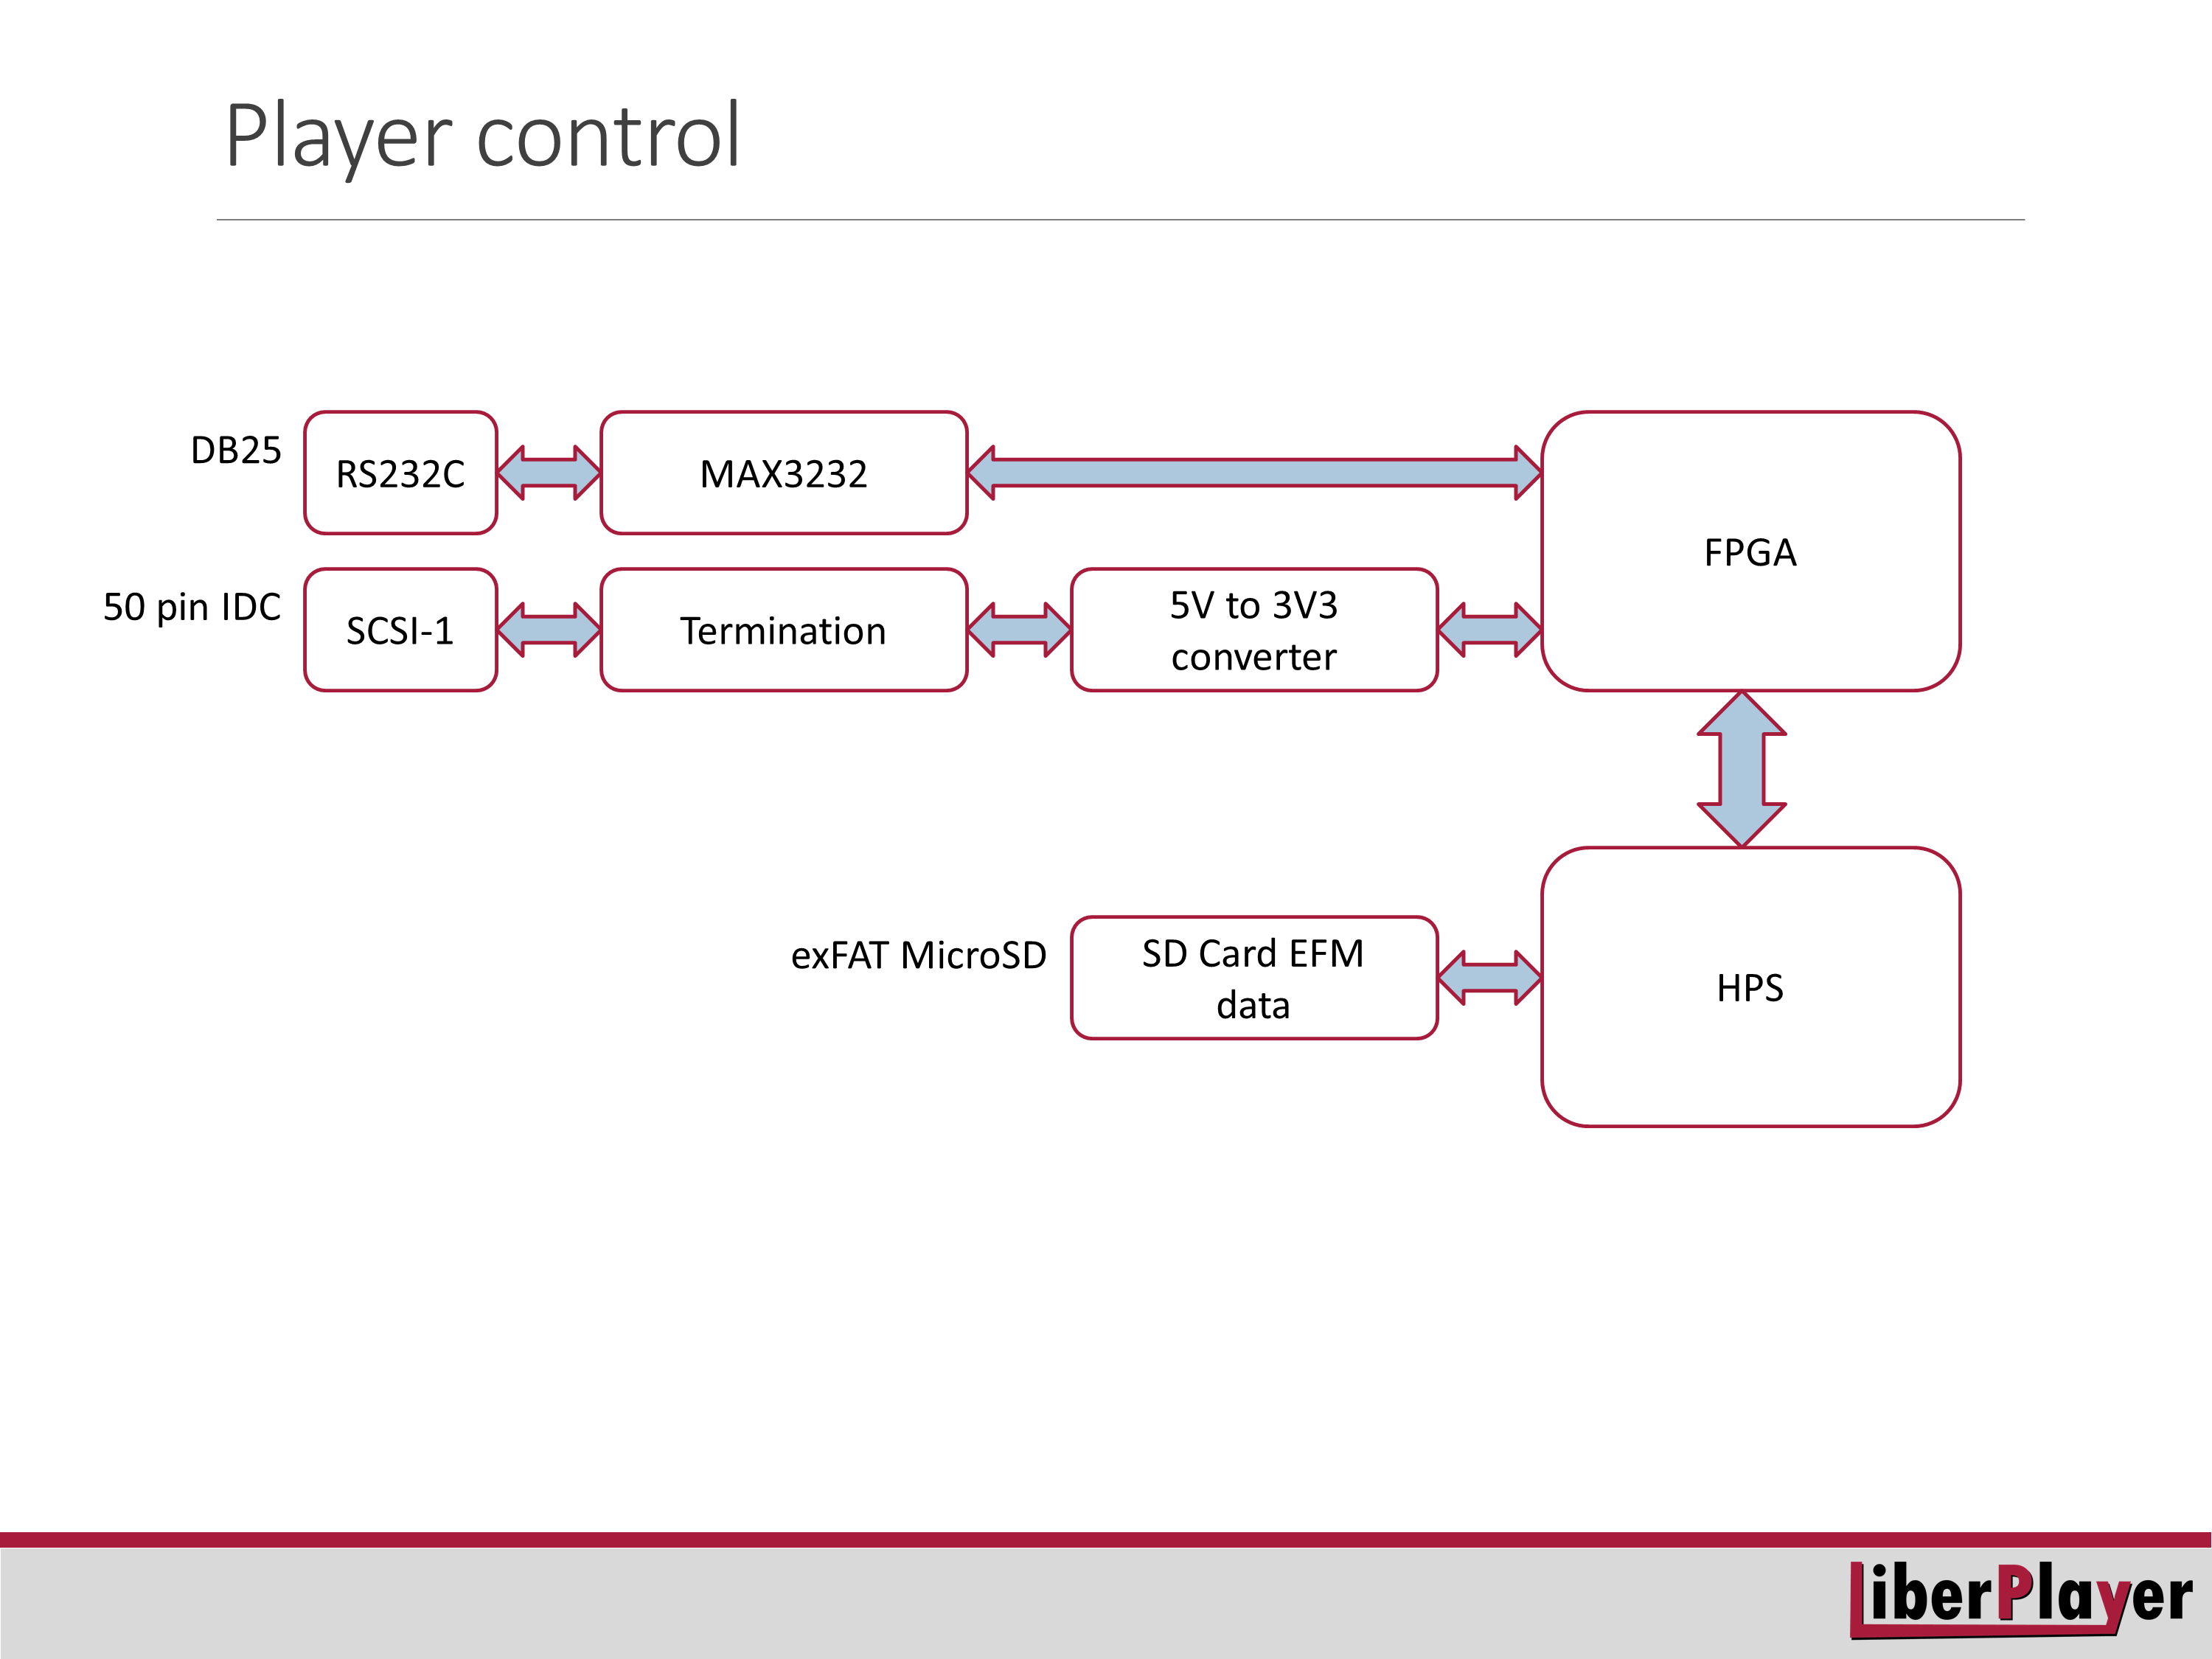 Player control
DB25
RS232C
MAX3232
FPGA
50 pin IDC
SCSI-1
Termination
5V to 3V3
converter
exFAT MicroSD
SD Card EFM
data
HPS
LiberPlayer